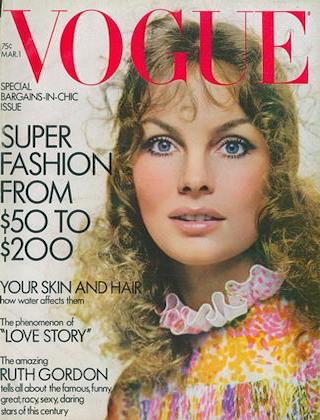 VOGUE
75¢
MAR.1
SPECIAL
BARGAINS-IN-CHIC
ISSUE
SUPER
FASHION
FROM
$50 TO
$200
YOUR SKIN AND HAIR
how water affects them
The phenomenon of
"LOVE STORY"
The amazing
RUTH GORDON
tells all about the famous, funny,
great, racy, sexy, daring
stars of this century